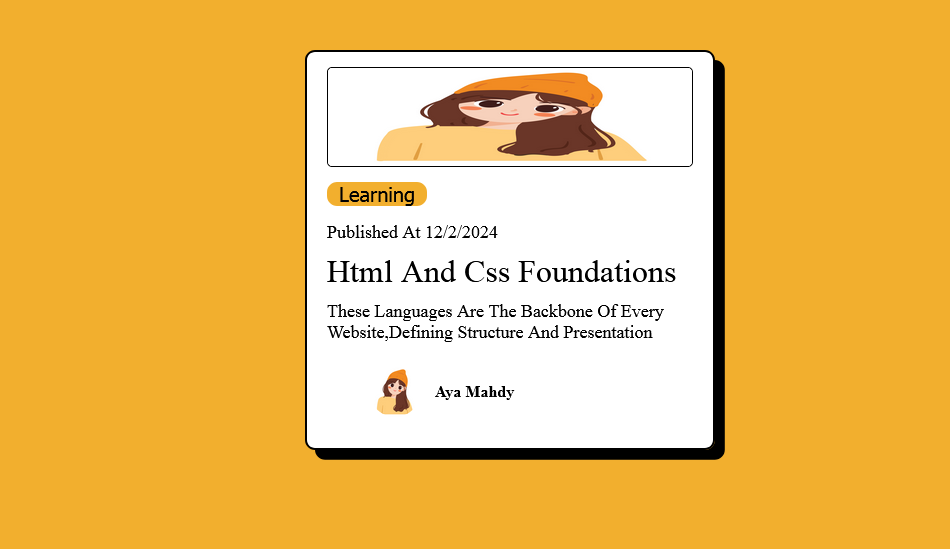 Learning
Published At 12/2/2024
Html And Css Foundations
These Languages Are The Backbone Of Every
Website,Defining Structure And Presentation
Aya Mahdy